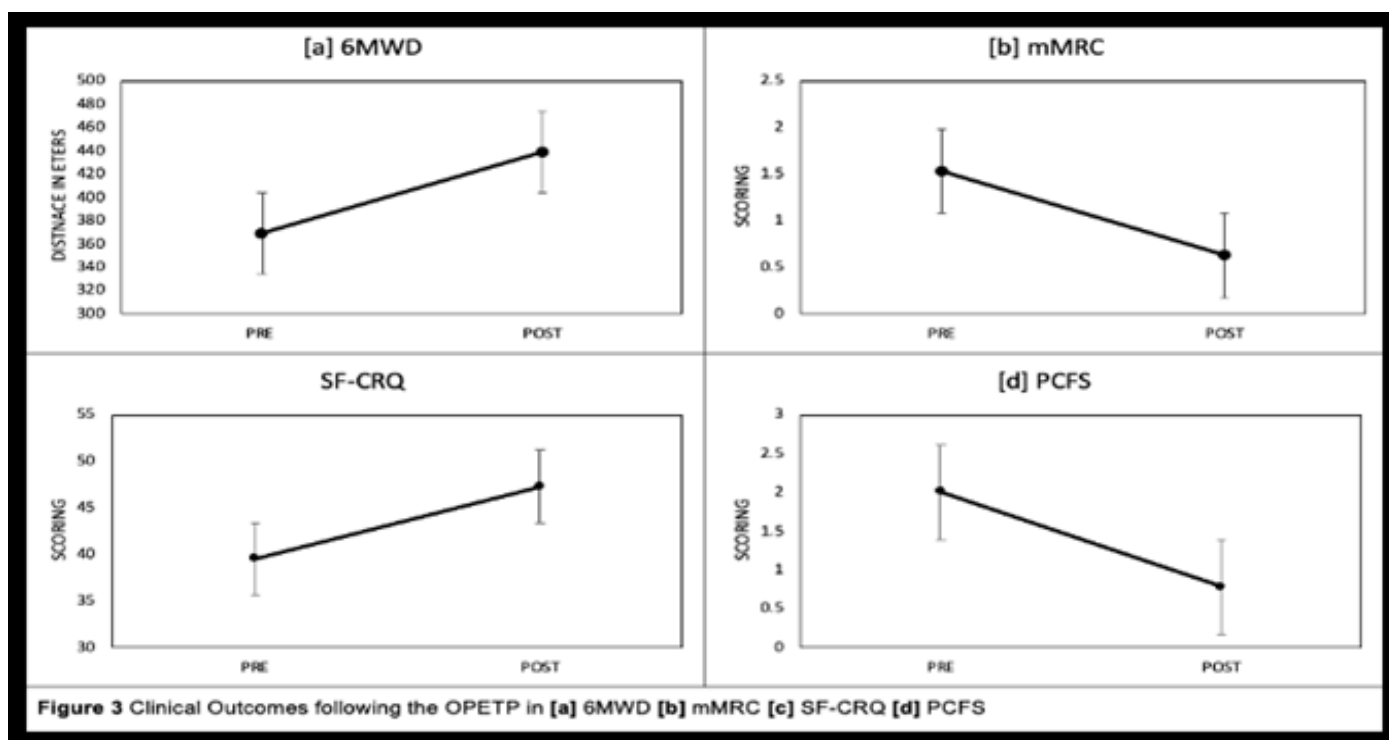 [a] 6MWD
DISTNACE IN ETERS
500
480
460
440
420
400
380
360
340
320
300
PRE POST
[b] mMRC
SCORING
2.5
2
1.5
1
0.5
0
PRE POST
SF-CRQ
SCORING
55
50
45
40
35
30
PRE POST
[d] PCFS
SCORING
3
2.5
2
1.5
1
0.5
0
PRE POST
Figure 3 Clinical Outcomes following the OPETP in [a] 6MWD [b] mMRC [c] SF-CRQ [d] PCFS